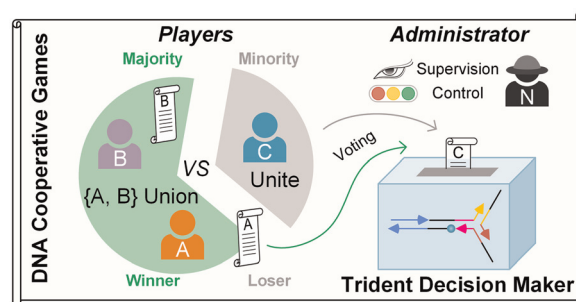 DNA Cooperative Games
Players
Administrator
Majority
Minority
Supervision
Control
N
B
B
VS
C
Unite
{A, B} Union
A
A
Winner
Loser
Voting
C
Trident Decision Maker